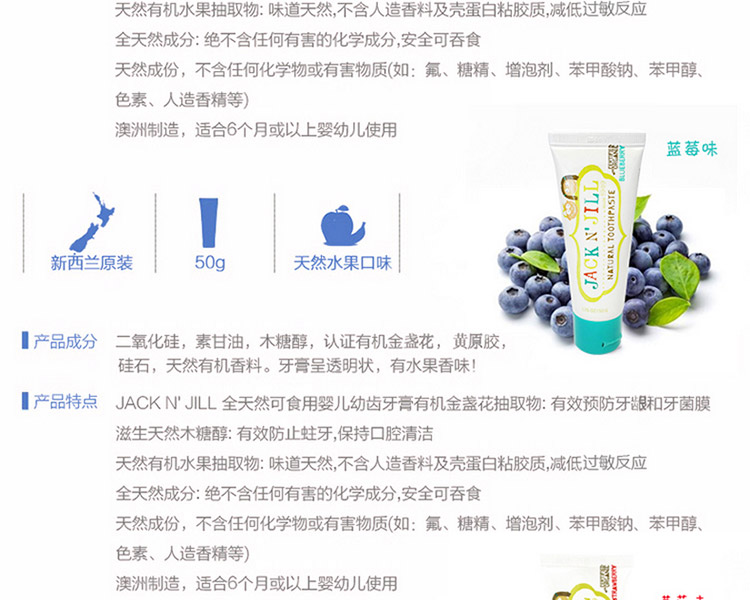 天然有机水果抽取物: 味道天然,不含人造香料及壳蛋白粘胶质,减低过敏反应
全天然成分: 绝不含任何有害的化学成分,安全可吞食
天然成份，不含任何化学物或有害物质(如：氟、糖精、增泡剂、苯甲酸钠、苯甲醇、
色素、人造香精等)
澳洲制造，适合6个月或以上婴幼儿使用
蓝莓味
BLUEBERRY
JACK N' JILL
NATURAL TOOTHPASTE
新西兰原装
50g
天然水果口味
产品成分 二氧化硅，素甘油，木糖醇，认证有机金盏花，黄原胶，
硅石，天然有机香料。牙膏呈透明状，有水果香味！
产品特点 JACK N' JILL 全天然可食用婴儿幼齿牙膏有机金盏花抽取物: 有效预防牙龈和牙菌膜
滋生天然木糖醇: 有效防止蛀牙,保持口腔清洁
天然有机水果抽取物: 味道天然,不含人造香料及壳蛋白粘胶质,减低过敏反应
全天然成分: 绝不含任何有害的化学成分,安全可吞食
天然成份，不含任何化学物或有害物质(如：氟、糖精、增泡剂、苯甲酸钠、苯甲醇、
色素、人造香精等)
澳洲制造，适合6个月或以上婴幼儿使用
STRAWBERRY